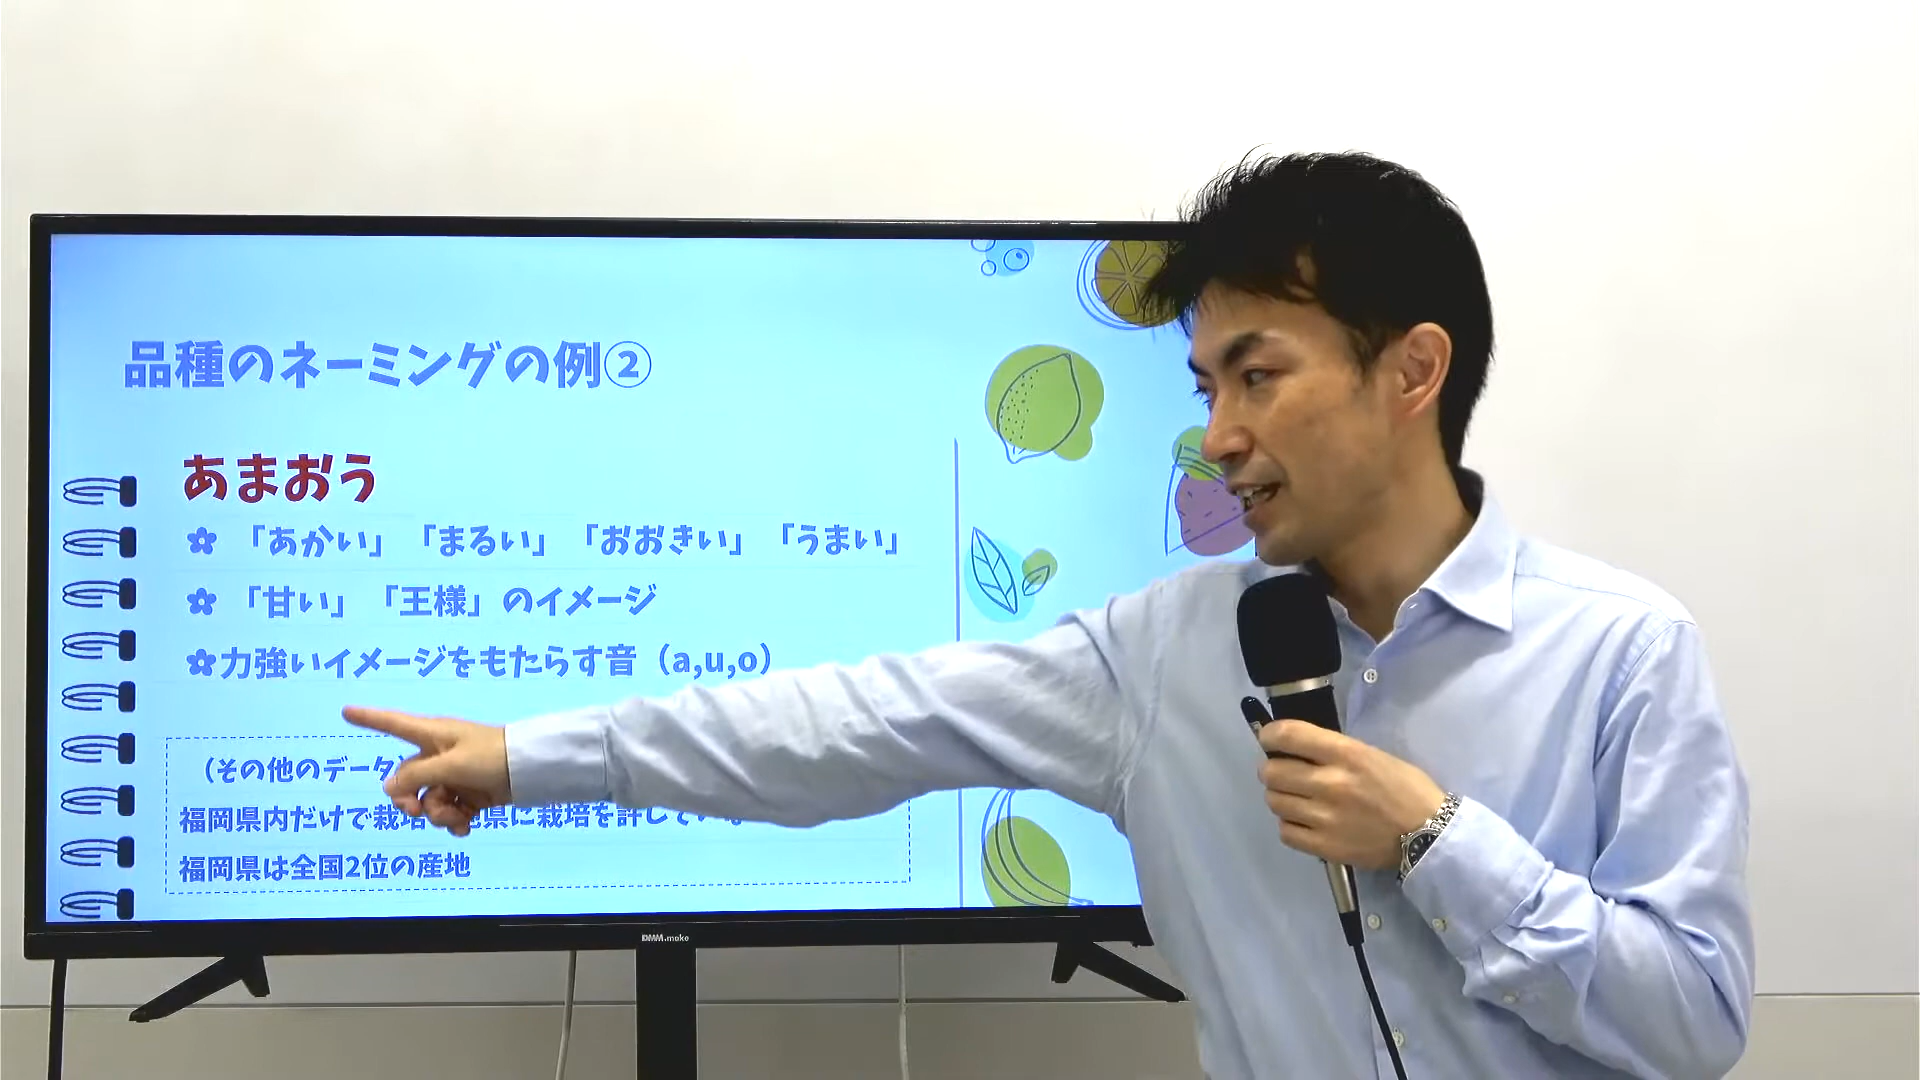 品種のネーミングの例②
あまおう
「あかい」「まるい」「おおきい」「うまい」
「甘い」「王様」のイメージ
力強いイメージをもたらす音（a,u,o）
（その他のデータ）
福岡県内だけで栽培 他県に栽培を許してい
福岡県は全国2位の産地
DMM.make